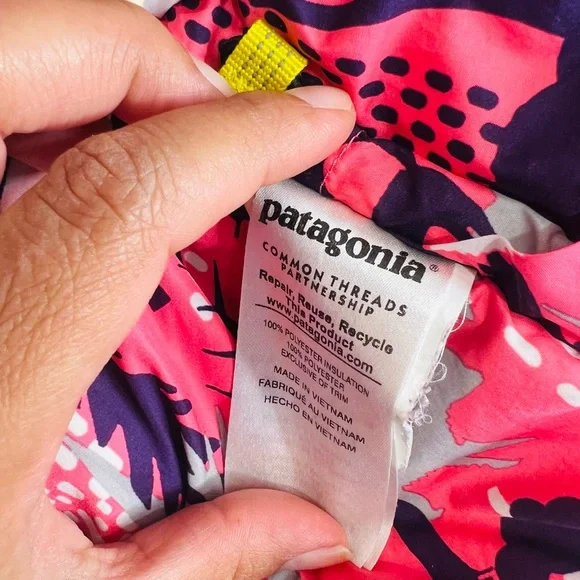 patagonia®
COMMON THREADS
PARTNERSHIP
Repair, Reuse, Recycle
This Product
www.patagonia.com
100% POLYESTER INSULATION
100% POLYESTER
EXCLUSIVE OF TRIM
MADE IN VIETNAM
FABRIQUÉ AU VIETNAM
HECHO EN VIETNAM